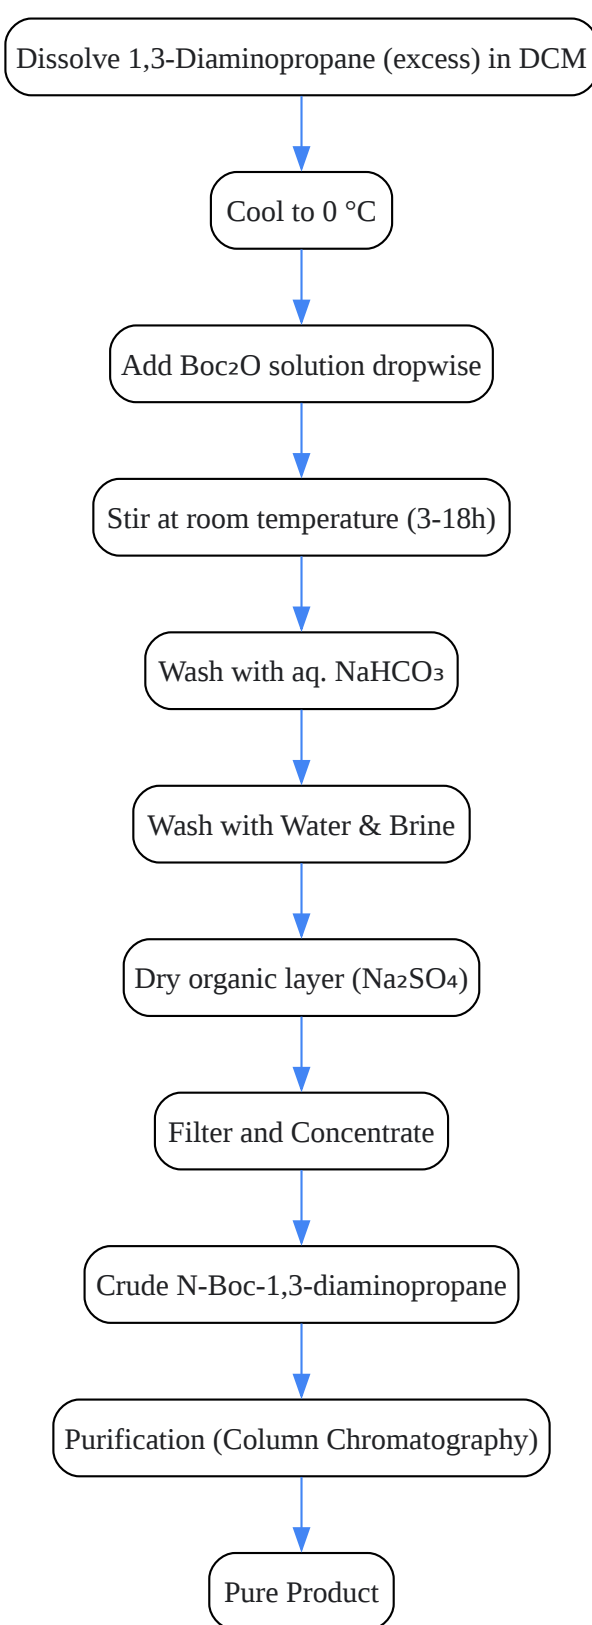 Dissolve 1,3-Diaminopropane (excess) in DCM
Cool to 0 °C
Add Boc₂O solution dropwise
Stir at room temperature (3-18h)
Wash with aq. NaHCO₃
Wash with Water & Brine
Dry organic layer (Na₂SO₄)
Filter and Concentrate
Crude N-Boc-1,3-diaminopropane
Purification (Column Chromatography)
Pure Product